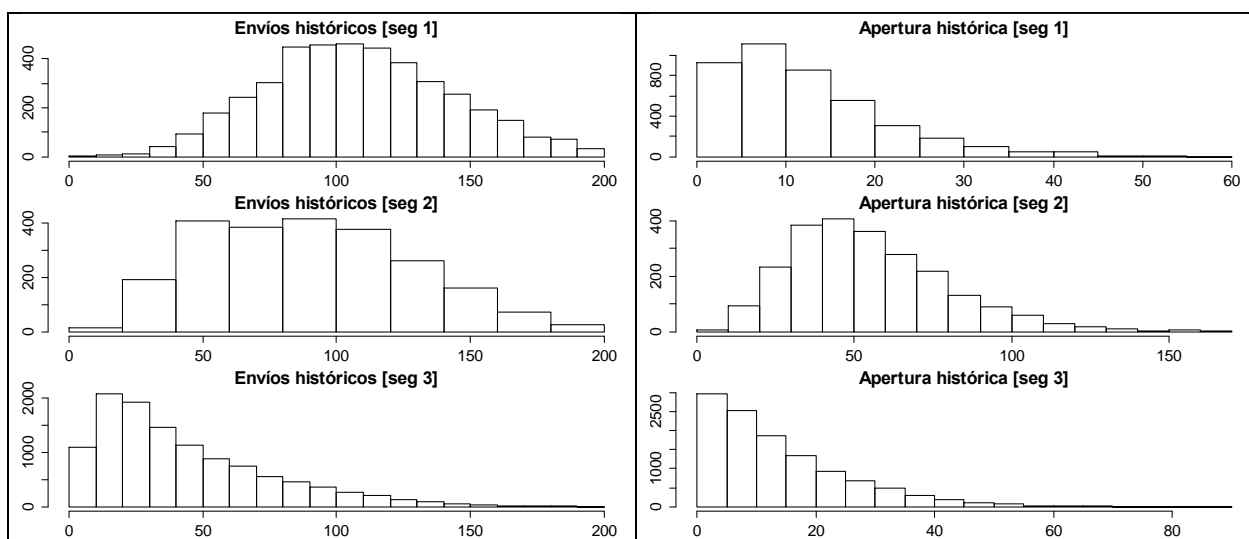 Envíos históricos [seg 1]
0 200 400
0 50 100 150 200
Envíos históricos [seg 2]
0 200 400
0 50 100 150 200
Envíos históricos [seg 3]
0 1000 2000
0 50 100 150 200
Apertura histórica [seg 1]
0 400 800
0 10 20 30 40 50 60
Apertura histórica [seg 2]
0 200 400
0 50 100 150
Apertura histórica [seg 3]
0 1000 2500
0 20 40 60 80